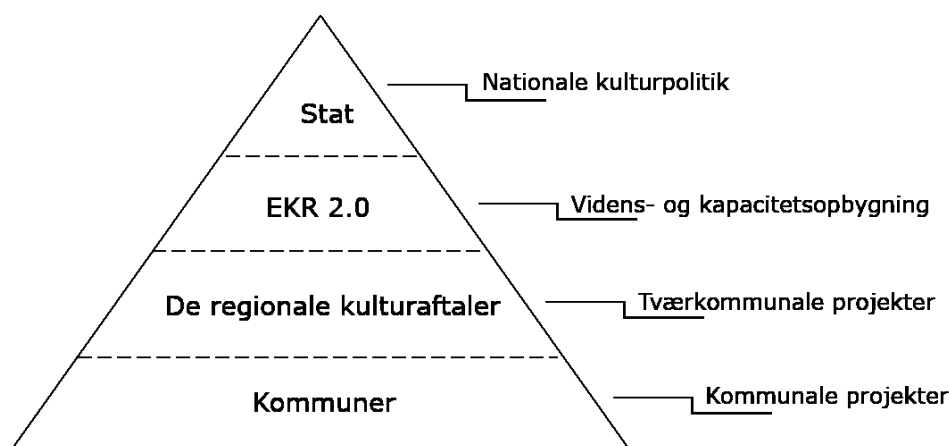 Nationale kulturpolitik
Stat
EKR 2.0
Videns- og kapacitetsopbygning
De regionale kulturaftaler
Tværkommunale projekter
Kommuner
Kommunale projekter